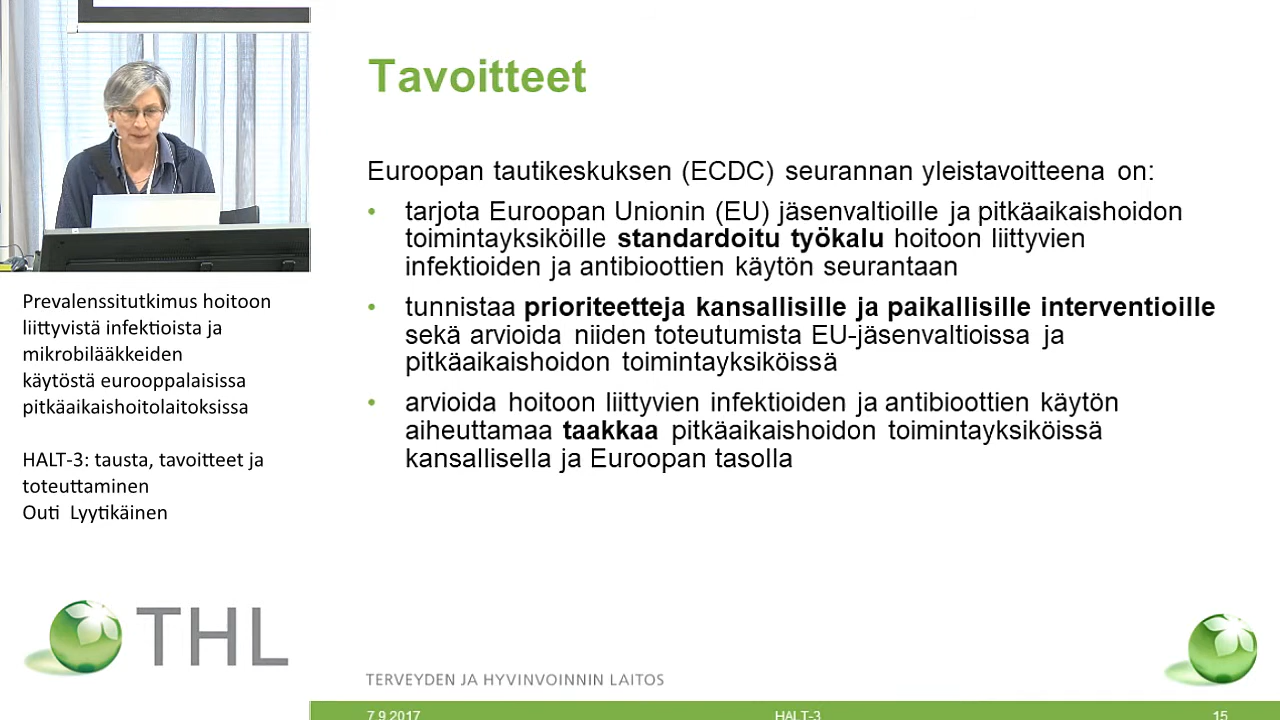 Tavoitteet
Euroopan tautikeskuksen (ECDC) seurannan yleistavoitteena on:
• tarjota Euroopan Unionin (EU) jäsenvaltioille ja pitkäaikaishoidon
toimintayksiköille standardoitu työkalu hoitoon liittyvien
infektioiden ja antibioottien käytön seurantaan
• tunnistaa prioriteetteja kansallisille ja paikallisille interventioille
sekä arvioida niiden toteutumista EU-jäsenvaltioissa ja
pitkäaikaishoidon toimintayksiköissä
• arvioida hoitoon liittyvien infektioiden ja antibioottien käytön
aiheuttamaa taakkaa pitkäaikaishoidon toimintayksiköissä
kansallisella ja Euroopan tasolla
Prevalenssitutkimus hoitoon
liittyvistä infektioista ja
mikrobilääkkeiden
käytöstä eurooppalaisissa
pitkäaikaishoitolaitoksissa
HALT-3: tausta, tavoitteet ja
toteuttaminen
Outi Lyytikäinen
THL
TERVEYDEN JA HYVINVOINNIN LAITOS
7.9.2017
HALT-3
15